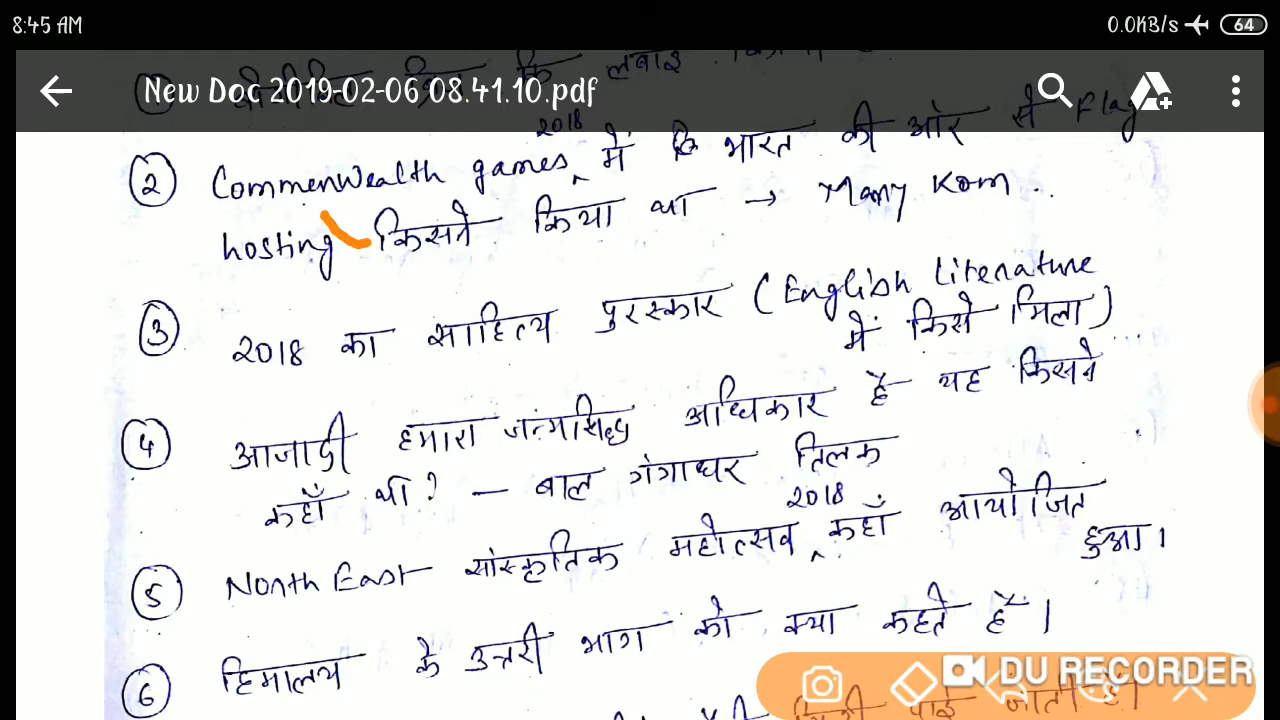 8:45 AM 0.0KB/s 64
लंबाई
New Doc 2019-02-06 08.41.10.pdf
2018
② Commenwealth games ‸ में कि भारत की ओर से Flag
hosting किसने किया था → Many Kom ..
③ 2018 का साहित्य पुरस्कार (English literature
में किसे मिला)
④ आजादी हमारा जन्मसिद्ध अधिकार है यह किसने
कहाँ थी? — बाल गंगाधर तिलक
2018
⑤ North East सांस्कृतिक महोत्सव ‸ कहाँ आयोजित
हुआ।
⑥ हिमालय के उत्तरी भाग को क्या कहते हैं।
DU RECORDER
पाई जाती है।